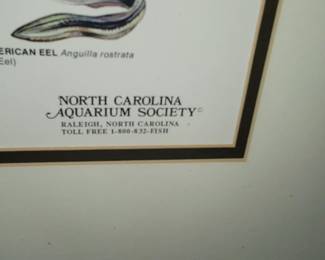 ERICAN EEL Anguilla rostrata
Eel)
NORTH CAROLINA
AQUARIUM SOCIETY©
RALEIGH, NORTH CAROLINA
TOLL FREE 1-800-832-FISH